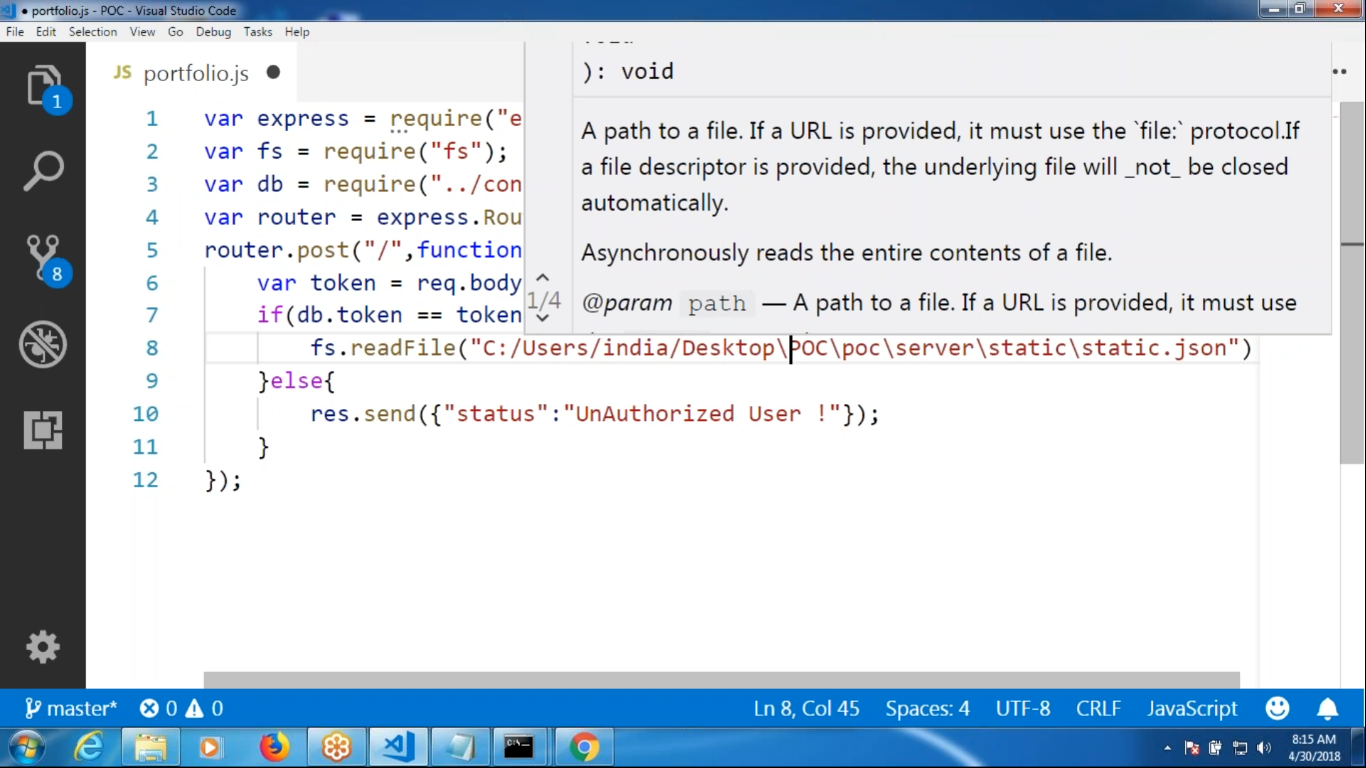 ● portfolio.js - POC - Visual Studio Code
File Edit Selection View Go Debug Tasks Help
JS portfolio.js ●
): void
1 var express = require("e
2 var fs = require("fs");
3 var db = require("../con
4 var router = express.Rou
5 router.post("/",function
6 var token = req.body
7 if(db.token == token
8 fs.readFile("C:/Users/india/Desktop\POC\poc\server\static\static.json")
9 }else{
10 res.send({"status":"UnAuthorized User !"});
11 }
12 });
A path to a file. If a URL is provided, it must use the `file:` protocol.If
a file descriptor is provided, the underlying file will _not_ be closed
automatically.
Asynchronously reads the entire contents of a file.
1/4
@param path — A path to a file. If a URL is provided, it must use
1
8
master* 0 0 Ln 8, Col 45 Spaces: 4 UTF-8 CRLF JavaScript
8:15 AM
4/30/2018